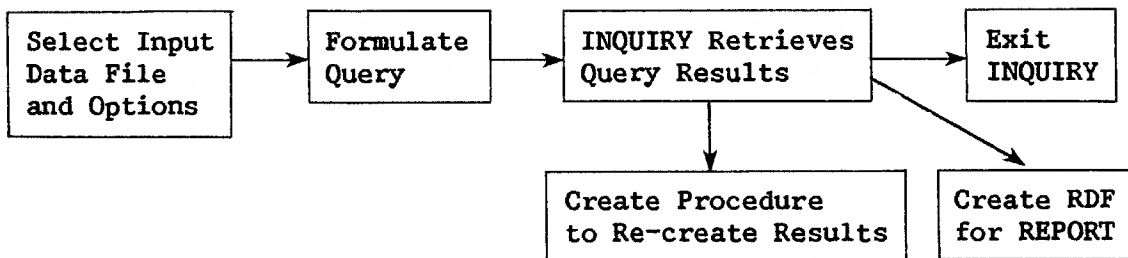 Select Input
Data File
and Options
Formulate
Query
INQUIRY Retrieves
Query Results
Exit
INQUIRY
Create Procedure
to Re-create Results
Create RDF
for REPORT